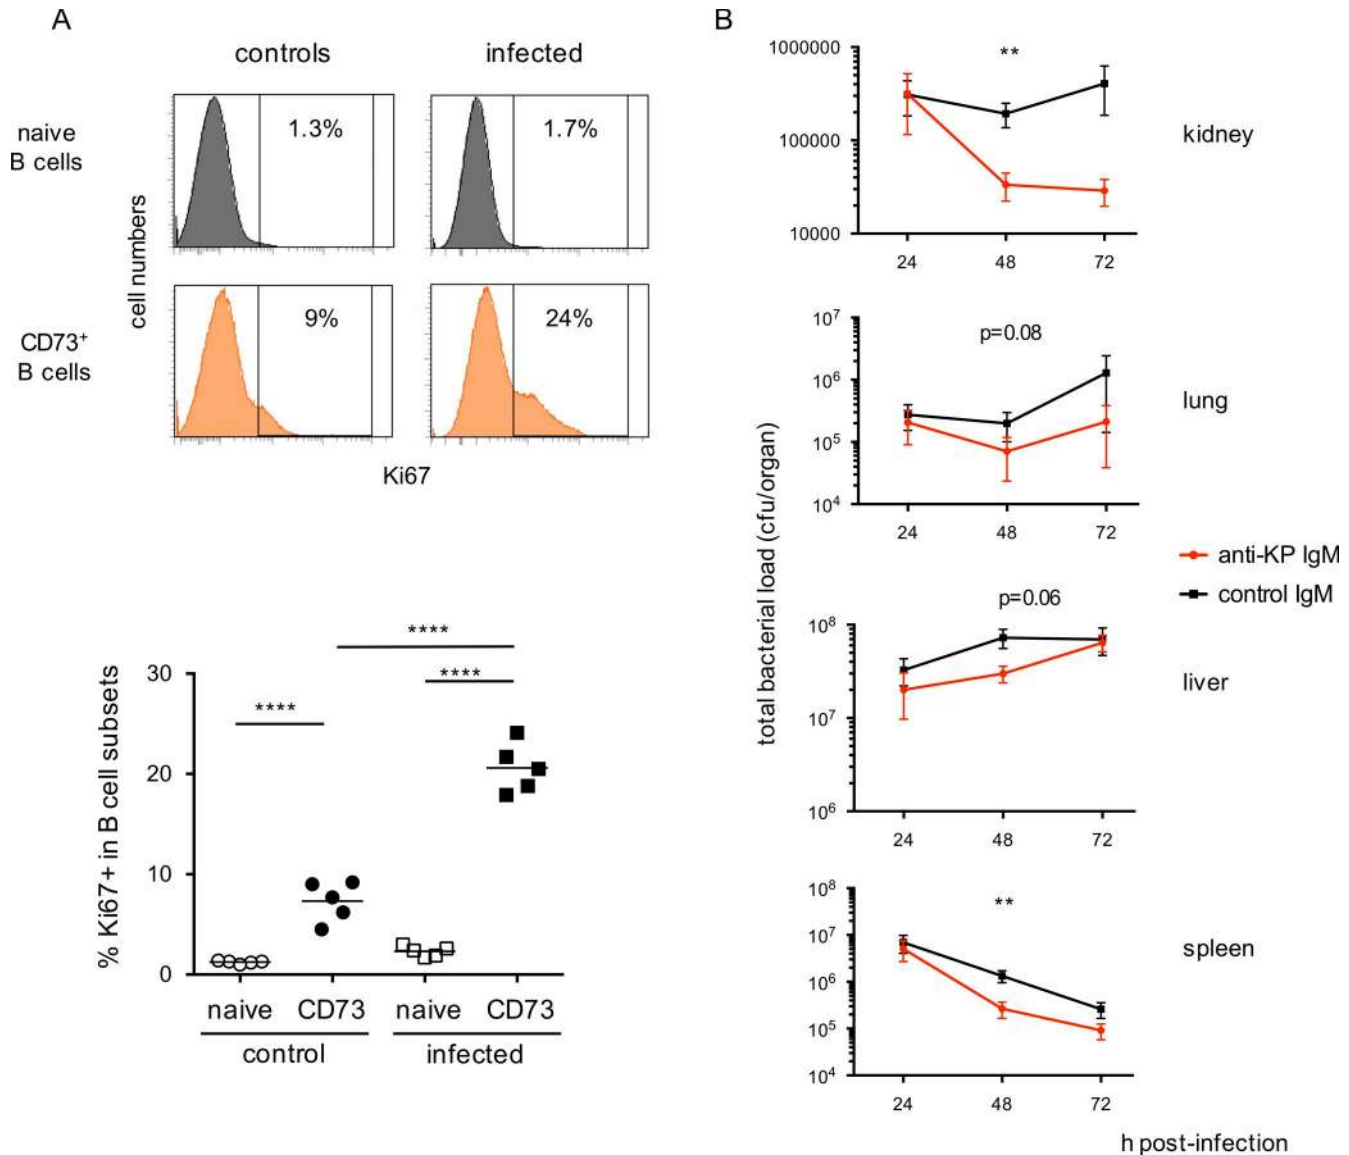 A
controls
infected
naive
B cells
1.3%
1.7%
cell numbers
CD73⁺
B cells
9%
24%
Ki67
% Ki67+ in B cell subsets
30
20
10
0
****
****
****
naive
CD73
naive
CD73
control
infected
B
total bacterial load (cfu/organ)
1000000
100000
10000
**
24
48
72
kidney
10⁷
10⁶
10⁵
10⁴
p=0.08
24
48
72
lung
anti-KP IgM
control IgM
10⁸
10⁷
10⁶
p=0.06
24
48
72
liver
10⁸
10⁷
10⁶
10⁵
10⁴
**
24
48
72
spleen
h post-infection